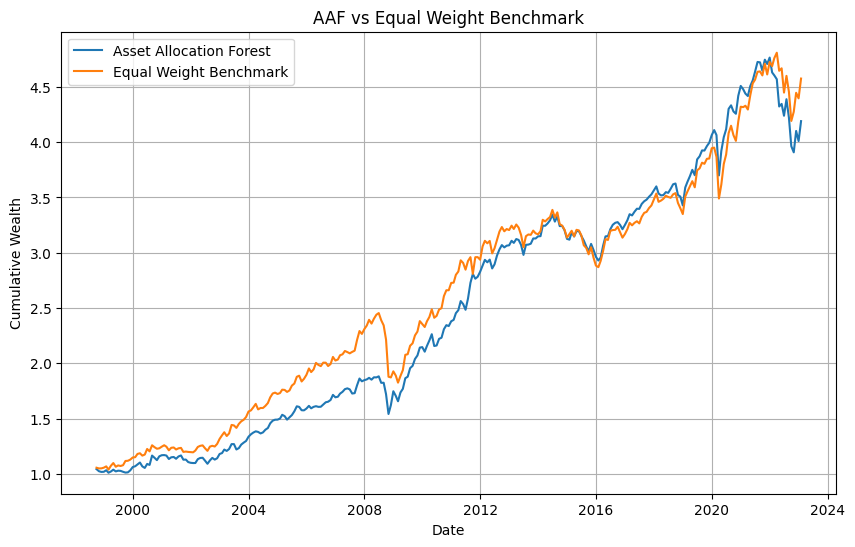 AAF vs Equal Weight Benchmark
Asset Allocation Forest
Equal Weight Benchmark
Cumulative Wealth
4.5
4.0
3.5
3.0
2.5
2.0
1.5
1.0
2000 2004 2008 2012 2016 2020 2024
Date